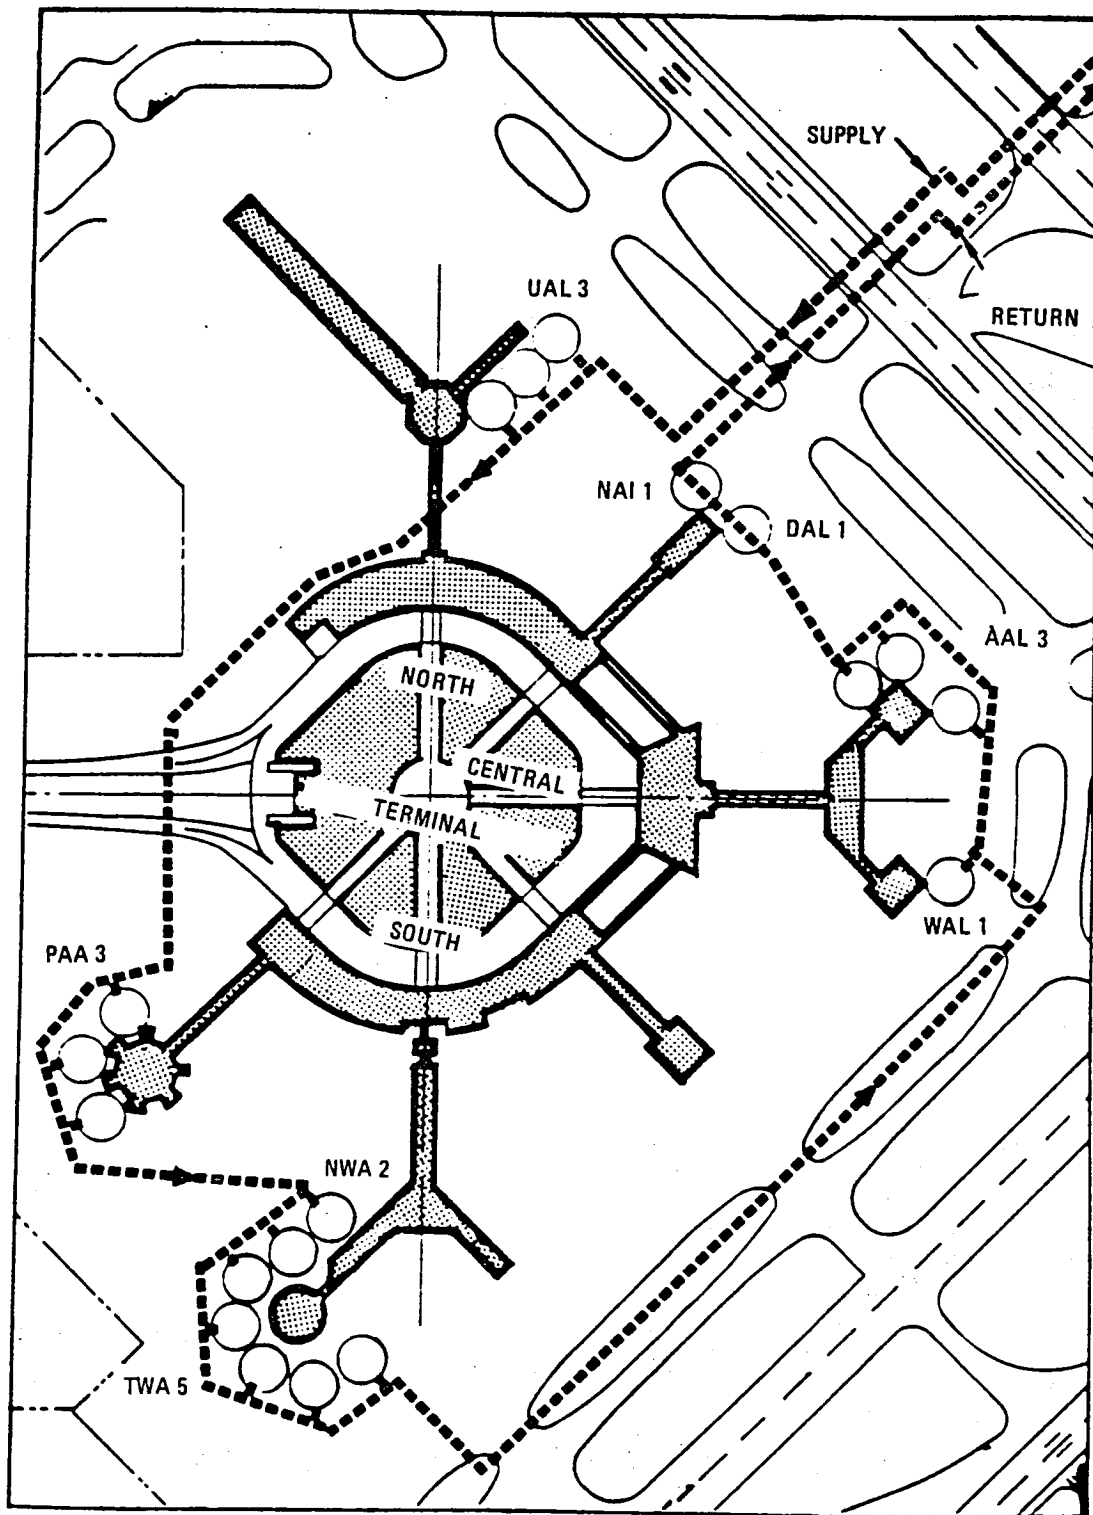 SUPPLY
UAL 3
RETURN
NAI 1
DAL 1
AAL 3
NORTH
CENTRAL
TERMINAL
SOUTH
WAL 1
PAA 3
NWA 2
TWA 5